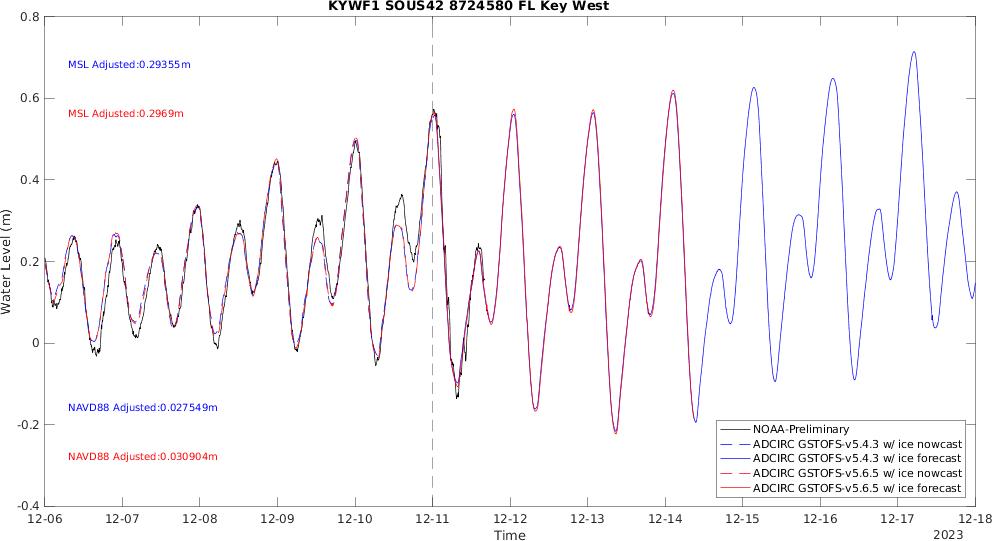 KYWF1 SOUS42 8724580 FL Key West
0.8
MSL Adjusted:0.29355m
0.6
MSL Adjusted:0.2969m
0.4
Water Level (m)
0.2
0
NAVD88 Adjusted:0.027549m
-0.2
NAVD88 Adjusted:0.030904m
-0.4
NOAA-Preliminary
ADCIRC GSTOFS-v5.4.3 w/ ice nowcast
ADCIRC GSTOFS-v5.4.3 w/ ice forecast
ADCIRC GSTOFS-v5.6.5 w/ ice nowcast
ADCIRC GSTOFS-v5.6.5 w/ ice forecast
12-06 12-07 12-08 12-09 12-10 12-11 12-12 12-13 12-14 12-15 12-16 12-17 12-18
Time
2023